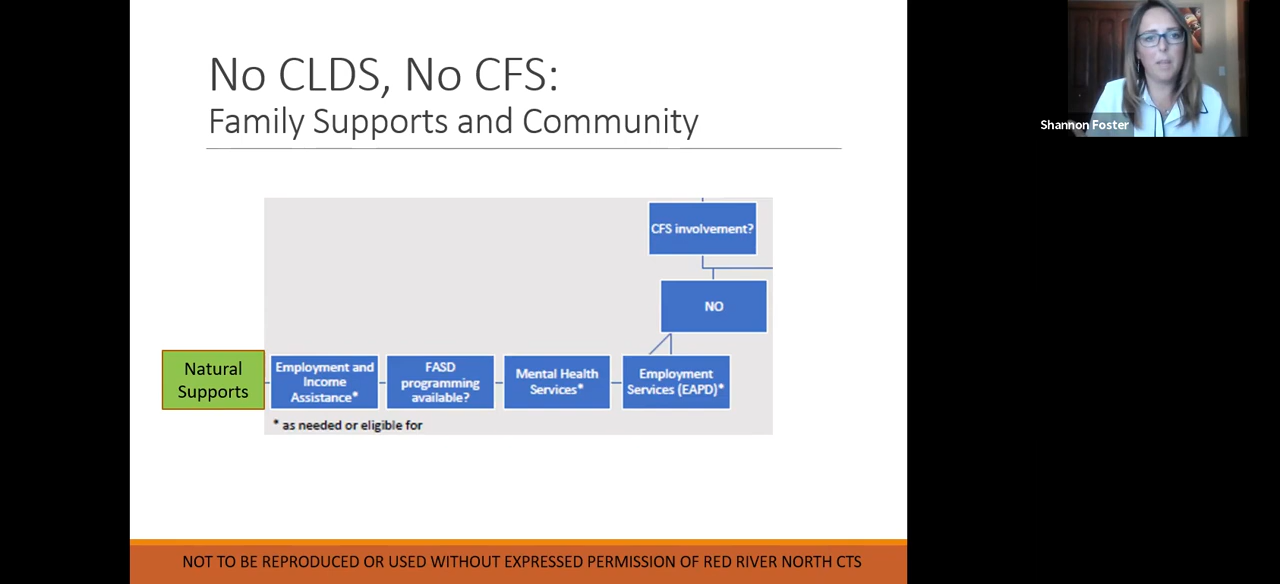 No CLDS, No CFS:
Family Supports and Community
Shannon Foster
CFS involvement?
NO
Natural
Supports
Employment and
Income
Assistance*
FASD
programming
available?
Mental Health
Services*
Employment
Services (EAPD)*
* as needed or eligible for
NOT TO BE REPRODUCED OR USED WITHOUT EXPRESSED PERMISSION OF RED RIVER NORTH CTS